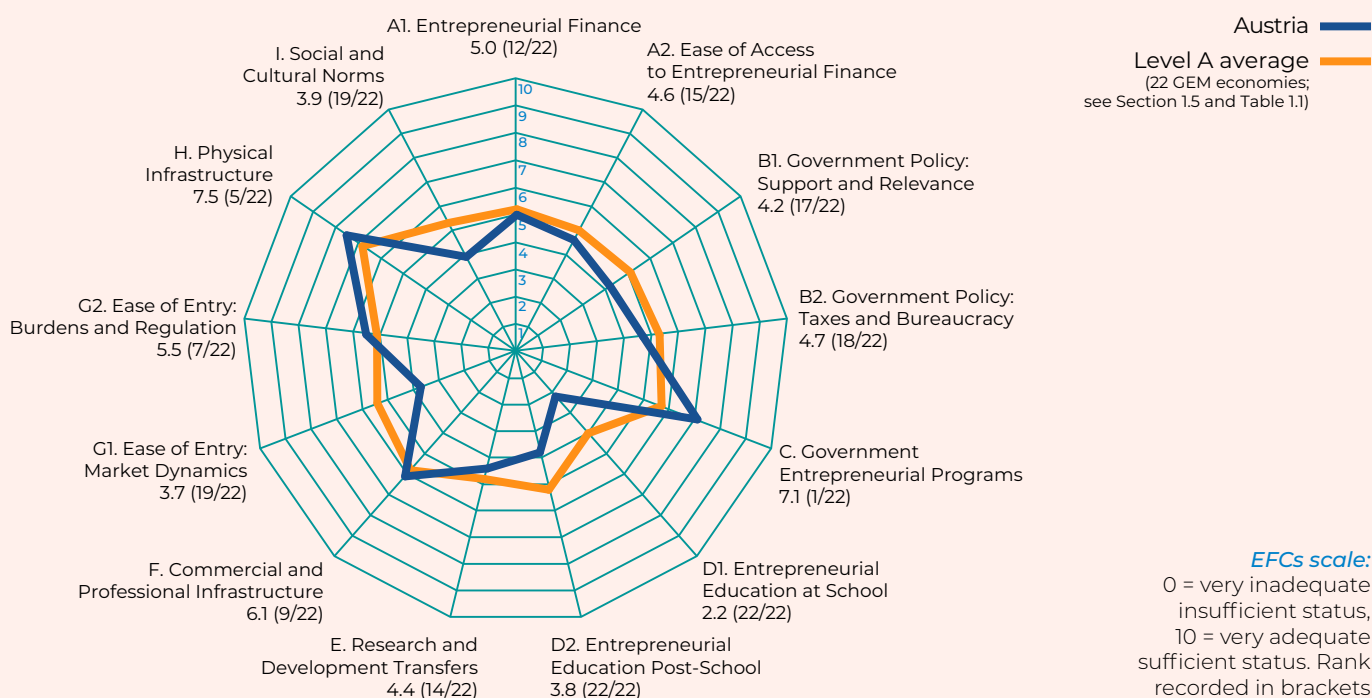 A1. Entrepreneurial Finance
5.0 (12/22)
A2. Ease of Access
to Entrepreneurial Finance
4.6 (15/22)
B1. Government Policy:
Support and Relevance
4.2 (17/22)
B2. Government Policy:
Taxes and Bureaucracy
4.7 (18/22)
C. Government
Entrepreneurial Programs
7.1 (1/22)
D1. Entrepreneurial
Education at School
2.2 (22/22)
D2. Entrepreneurial
Education Post-School
3.8 (22/22)
E. Research and
Development Transfers
4.4 (14/22)
F. Commercial and
Professional Infrastructure
6.1 (9/22)
G1. Ease of Entry:
Market Dynamics
3.7 (19/22)
G2. Ease of Entry:
Burdens and Regulation
5.5 (7/22)
H. Physical
Infrastructure
7.5 (5/22)
I. Social and
Cultural Norms
3.9 (19/22)
10
9
8
7
6
5
4
3
2
1
Austria
Level A average
(22 GEM economies;
see Section 1.5 and Table 1.1)
EFCs scale:
0 = very inadequate
insufficient status,
10 = very adequate
sufficient status. Rank
recorded in brackets